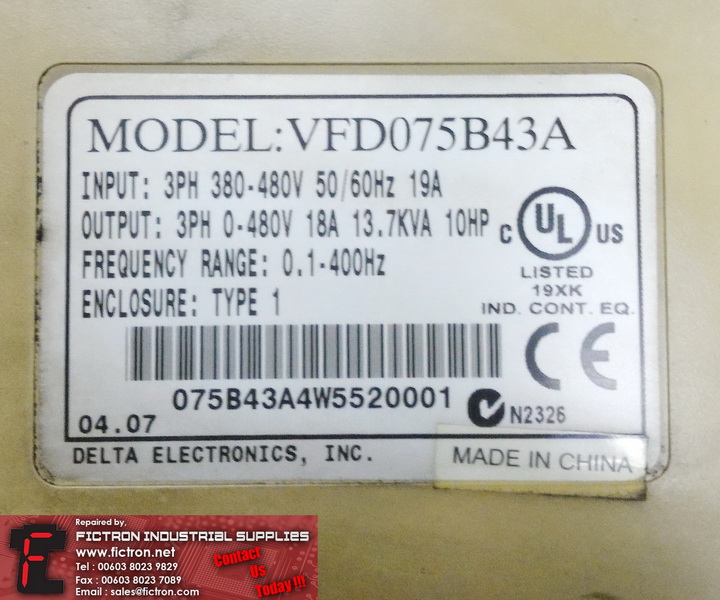 MODEL:VFD075B43A
INPUT: 3PH 380-480V 50/60Hz 19A
OUTPUT: 3PH 0-480V 18A 13.7KVA 10HP
FREQUENCY RANGE: 0.1-400Hz
ENCLOSURE: TYPE 1
C UL US
LISTED
19XK
IND. CONT. EQ.
CE
075B43A4W5520001
N2326
04.07
DELTA ELECTRONICS, INC.
MADE IN CHINA
Repaired by,
FICTRON INDUSTRIAL SUPPLIES
www.fictron.net
Tel : 00603 8023 9829
Fax : 00603 8023 7089
Email : sales@fictron.com
Contact
Us
Today !!!